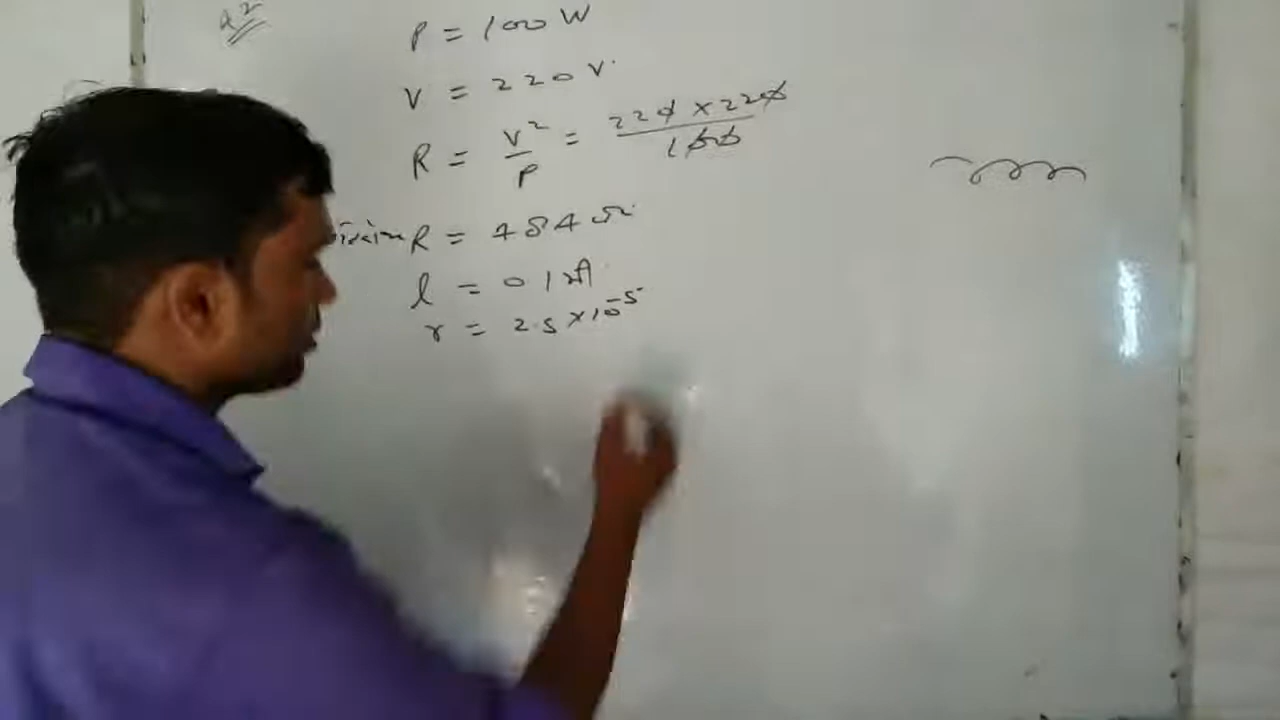 P = 100 W
V = 220 V.
R = V²/P = 220 × 220/100
R = 484 Ω
l = 0.1 मी
r = 2.5 × 10⁻⁵